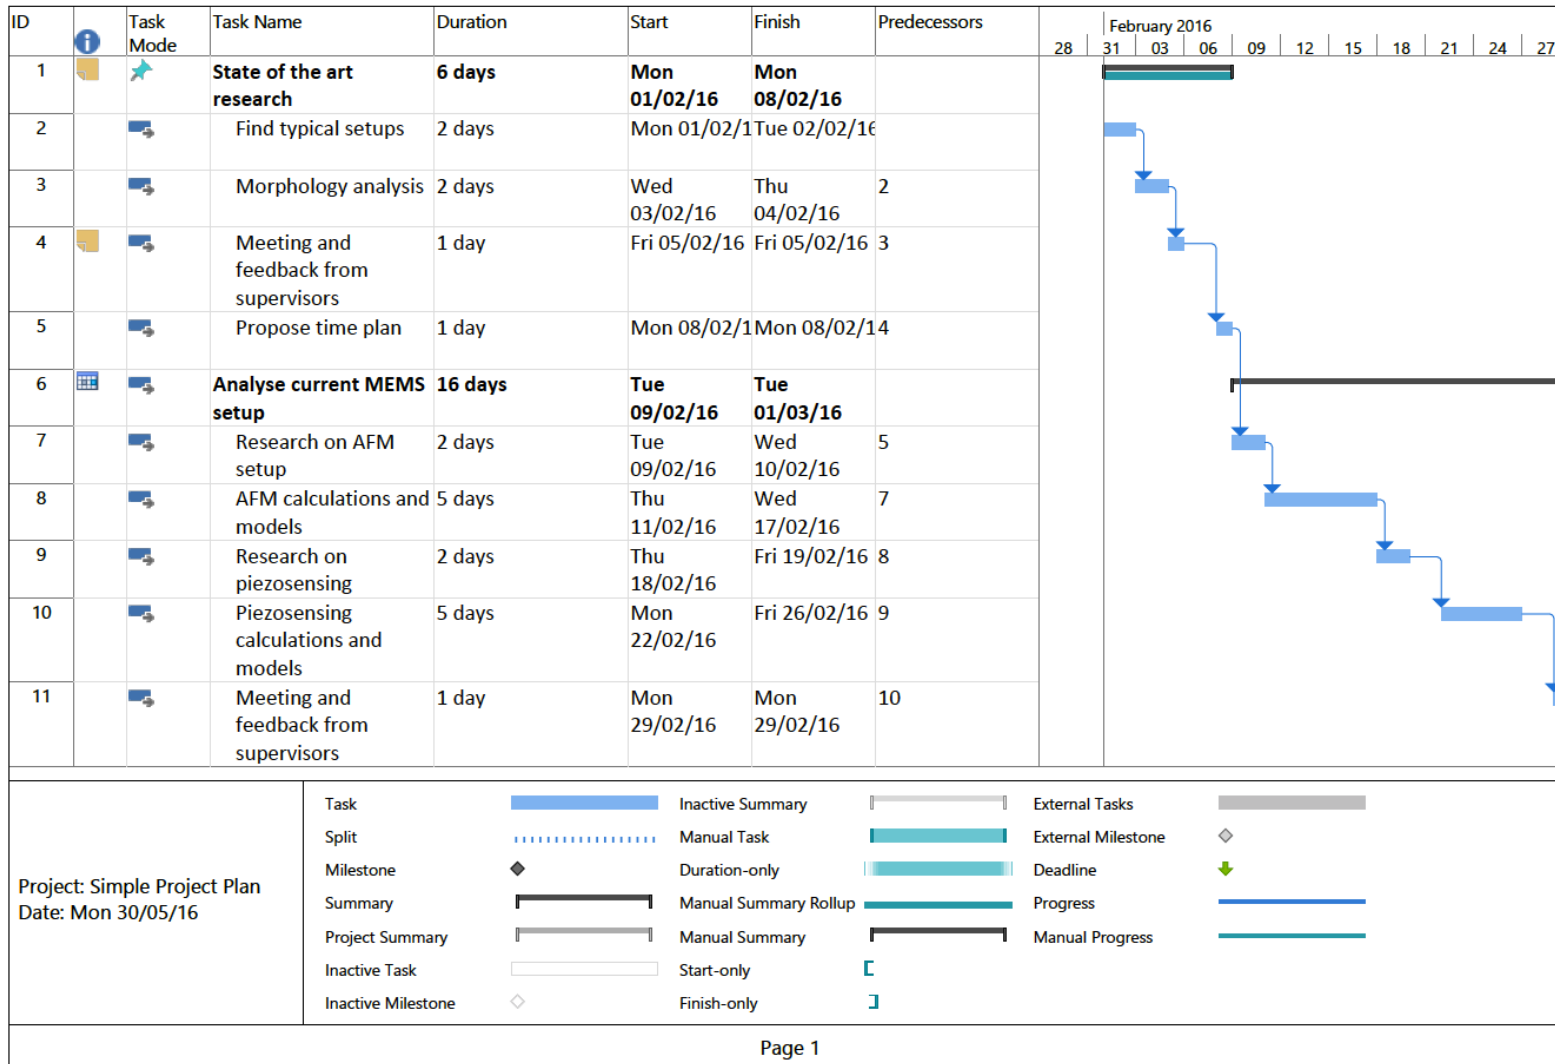 ID Task Mode Task Name Duration Start Finish Predecessors
February 2016
28 31 03 06 09 12 15 18 21 24 27
1 State of the art 6 days Mon Mon
research 01/02/16 08/02/16
2 Find typical setups 2 days Mon 01/02/1 Tue 02/02/16
3 Morphology analysis 2 days Wed Thu 2
03/02/16 04/02/16
4 Meeting and 1 day Fri 05/02/16 Fri 05/02/16 3
feedback from
supervisors
5 Propose time plan 1 day Mon 08/02/1 Mon 08/02/1 4
6 Analyse current MEMS 16 days Tue Tue
setup 09/02/16 01/03/16
7 Research on AFM 2 days Tue Wed 5
setup 09/02/16 10/02/16
8 AFM calculations and 5 days Thu Wed 7
models 11/02/16 17/02/16
9 Research on 2 days Thu Fri 19/02/16 8
piezosensing 18/02/16
10 Piezosensing 5 days Mon Fri 26/02/16 9
calculations and 22/02/16
models
11 Meeting and 1 day Mon Mon 10
feedback from 29/02/16 29/02/16
supervisors
Project: Simple Project Plan
Date: Mon 30/05/16
Task
Split
Milestone
Summary
Project Summary
Inactive Task
Inactive Milestone
Inactive Summary
Manual Task
Duration-only
Manual Summary Rollup
Manual Summary
Start-only
Finish-only
External Tasks
External Milestone
Deadline
Progress
Manual Progress
Page 1